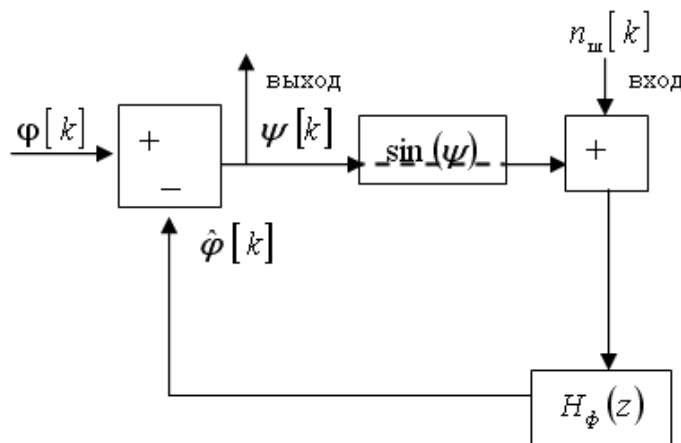 n_ш[k]
выход
вход
φ[k]
+
−
ψ[k]
sin(ψ)
+
φ̂[k]
H_ф(z)